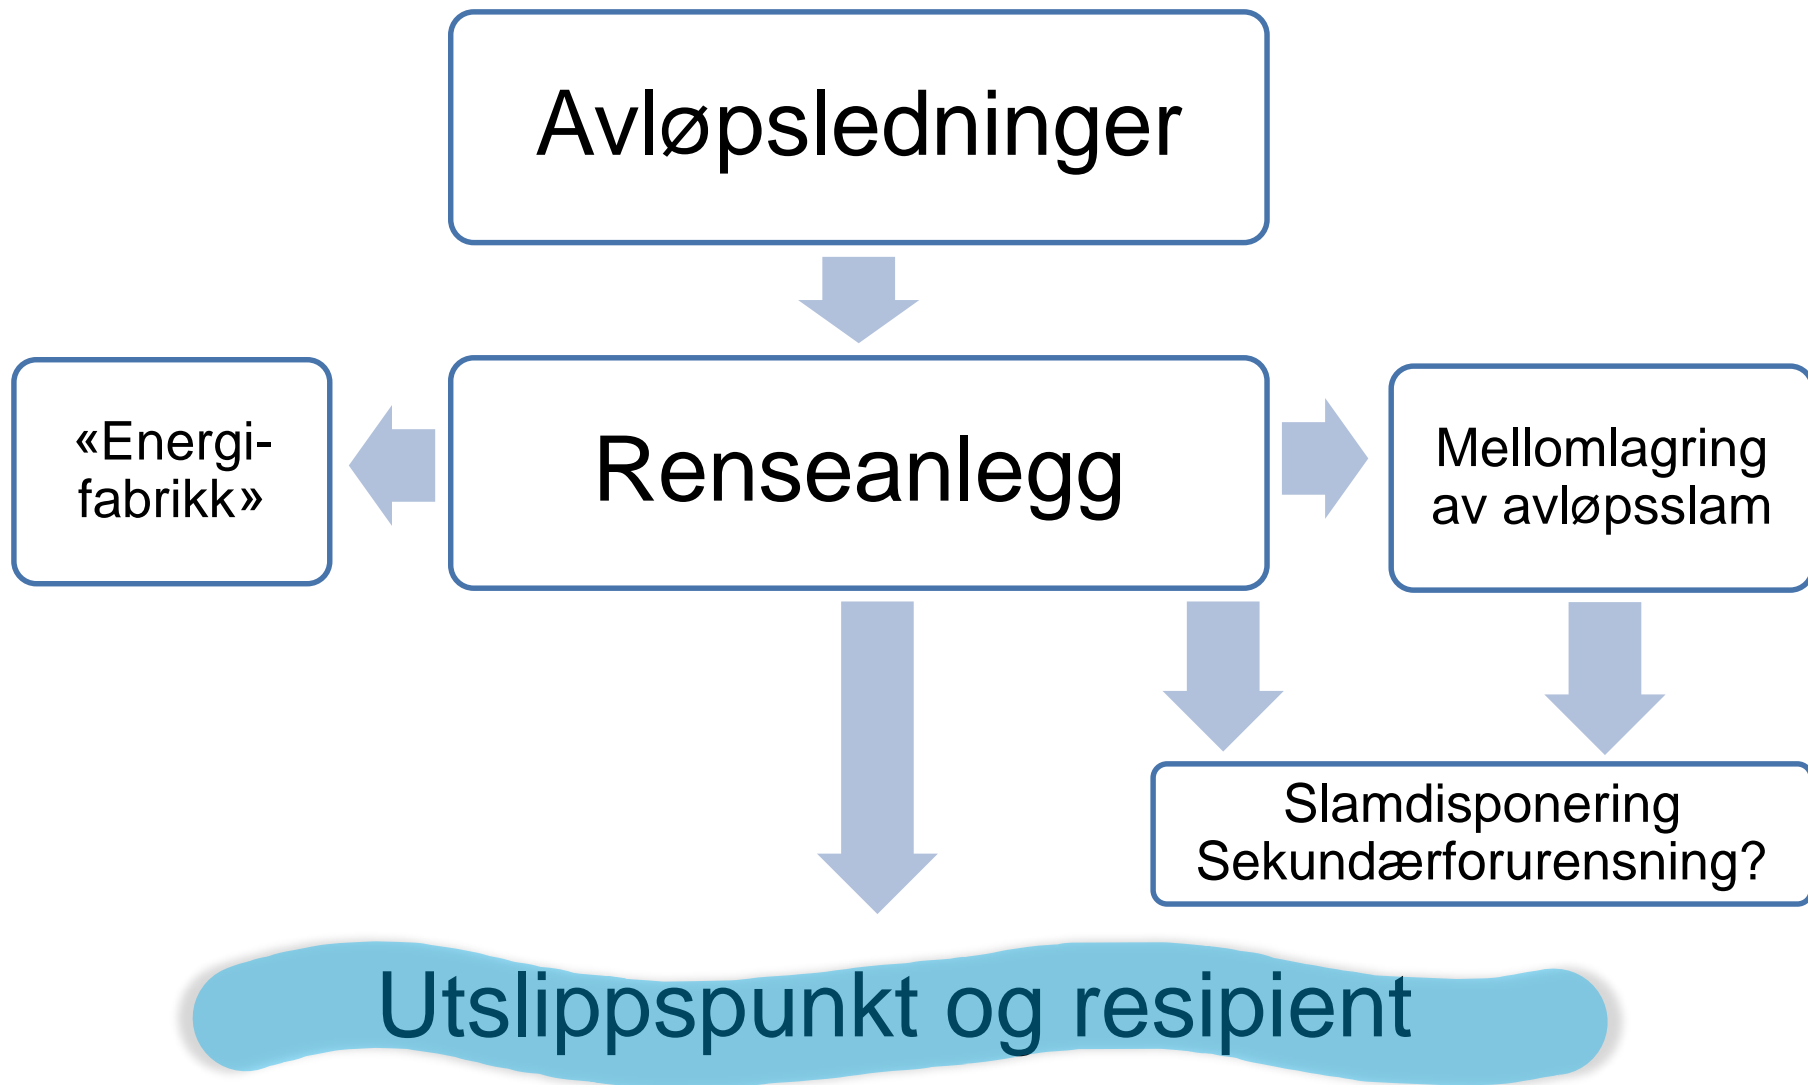 Avløpsledninger
«Energi-
fabrikk»
Renseanlegg
Mellomlagring
av avløpsslam
Slamdisponering
Sekundærforurensning?
Utslippspunkt og resipient